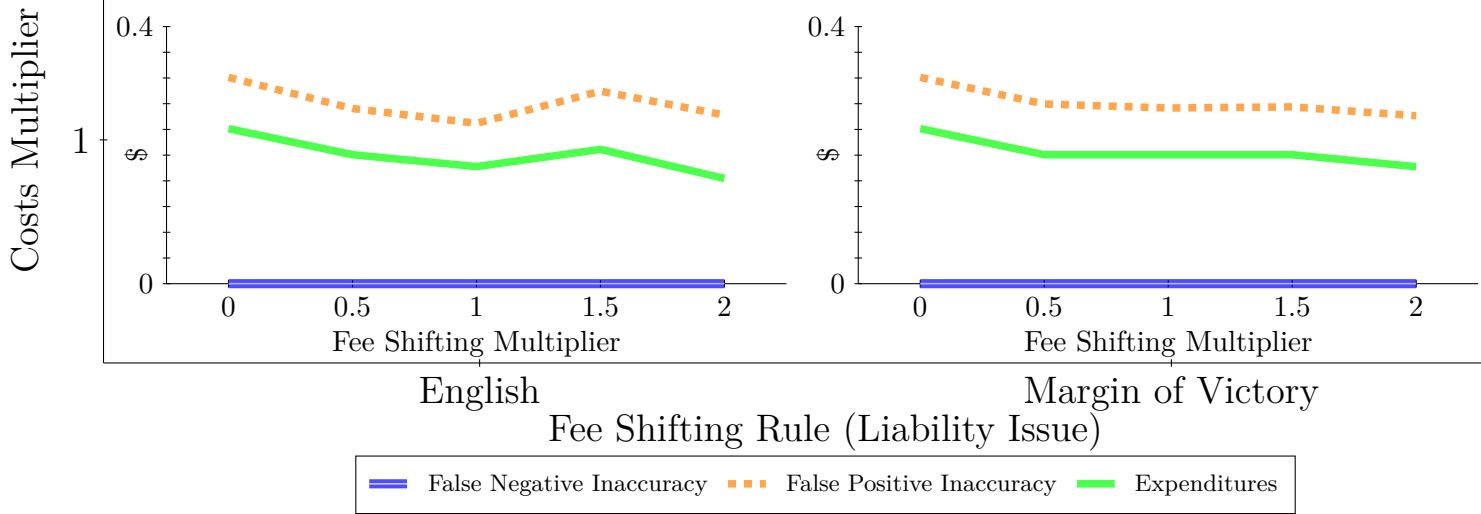 Costs Multiplier
1
0.4
$
0
0 0.5 1 1.5 2
Fee Shifting Multiplier
0.4
$
0
0 0.5 1 1.5 2
Fee Shifting Multiplier
English
Margin of Victory
Fee Shifting Rule (Liability Issue)
False Negative Inaccuracy False Positive Inaccuracy Expenditures